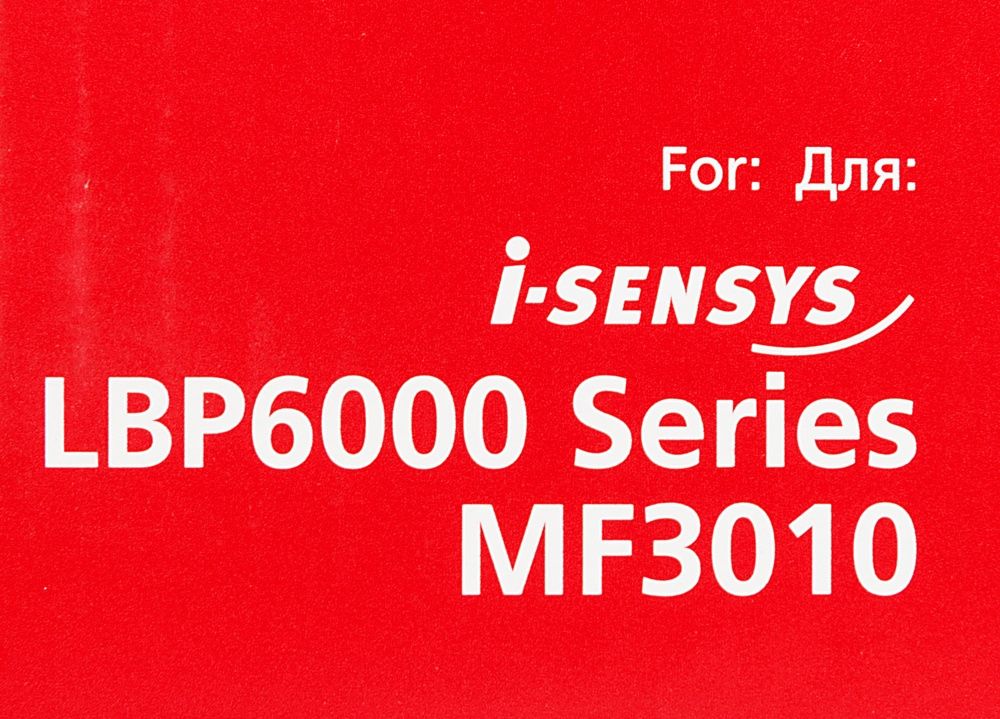 For: Для:
i-SENSYS
LBP6000 Series
MF3010